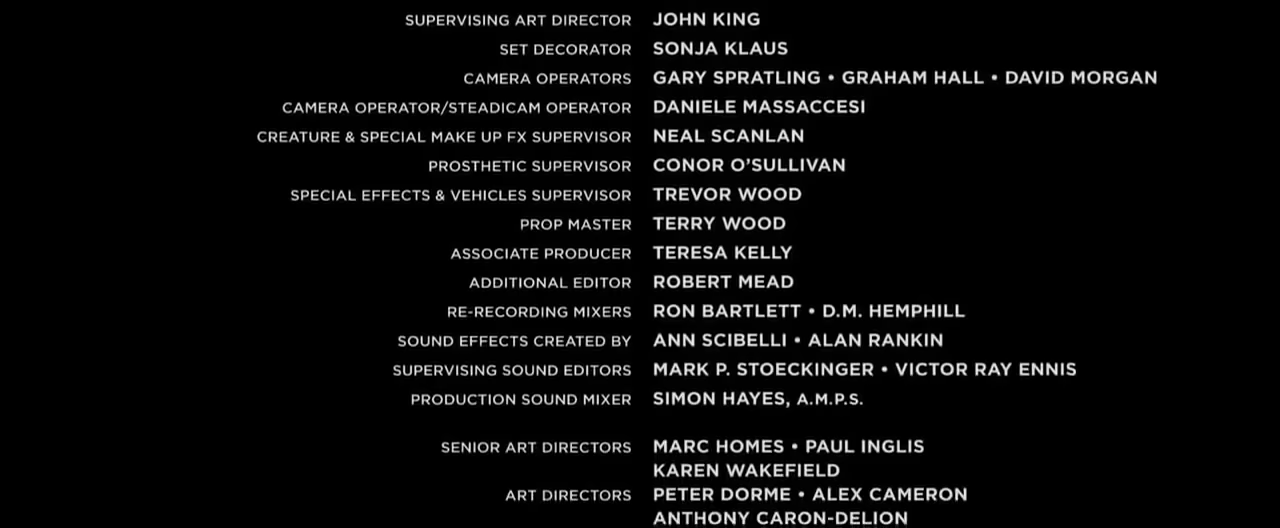 SUPERVISING ART DIRECTOR JOHN KING
SET DECORATOR SONJA KLAUS
CAMERA OPERATORS GARY SPRATLING • GRAHAM HALL • DAVID MORGAN
CAMERA OPERATOR/STEADICAM OPERATOR DANIELE MASSACCESI
CREATURE & SPECIAL MAKE UP FX SUPERVISOR NEAL SCANLAN
PROSTHETIC SUPERVISOR CONOR O’SULLIVAN
SPECIAL EFFECTS & VEHICLES SUPERVISOR TREVOR WOOD
PROP MASTER TERRY WOOD
ASSOCIATE PRODUCER TERESA KELLY
ADDITIONAL EDITOR ROBERT MEAD
RE-RECORDING MIXERS RON BARTLETT • D.M. HEMPHILL
SOUND EFFECTS CREATED BY ANN SCIBELLI • ALAN RANKIN
SUPERVISING SOUND EDITORS MARK P. STOECKINGER • VICTOR RAY ENNIS
PRODUCTION SOUND MIXER SIMON HAYES, A.M.P.S.
SENIOR ART DIRECTORS MARC HOMES • PAUL INGLIS
KAREN WAKEFIELD
ART DIRECTORS PETER DORME • ALEX CAMERON
ANTHONY CARON-DELION